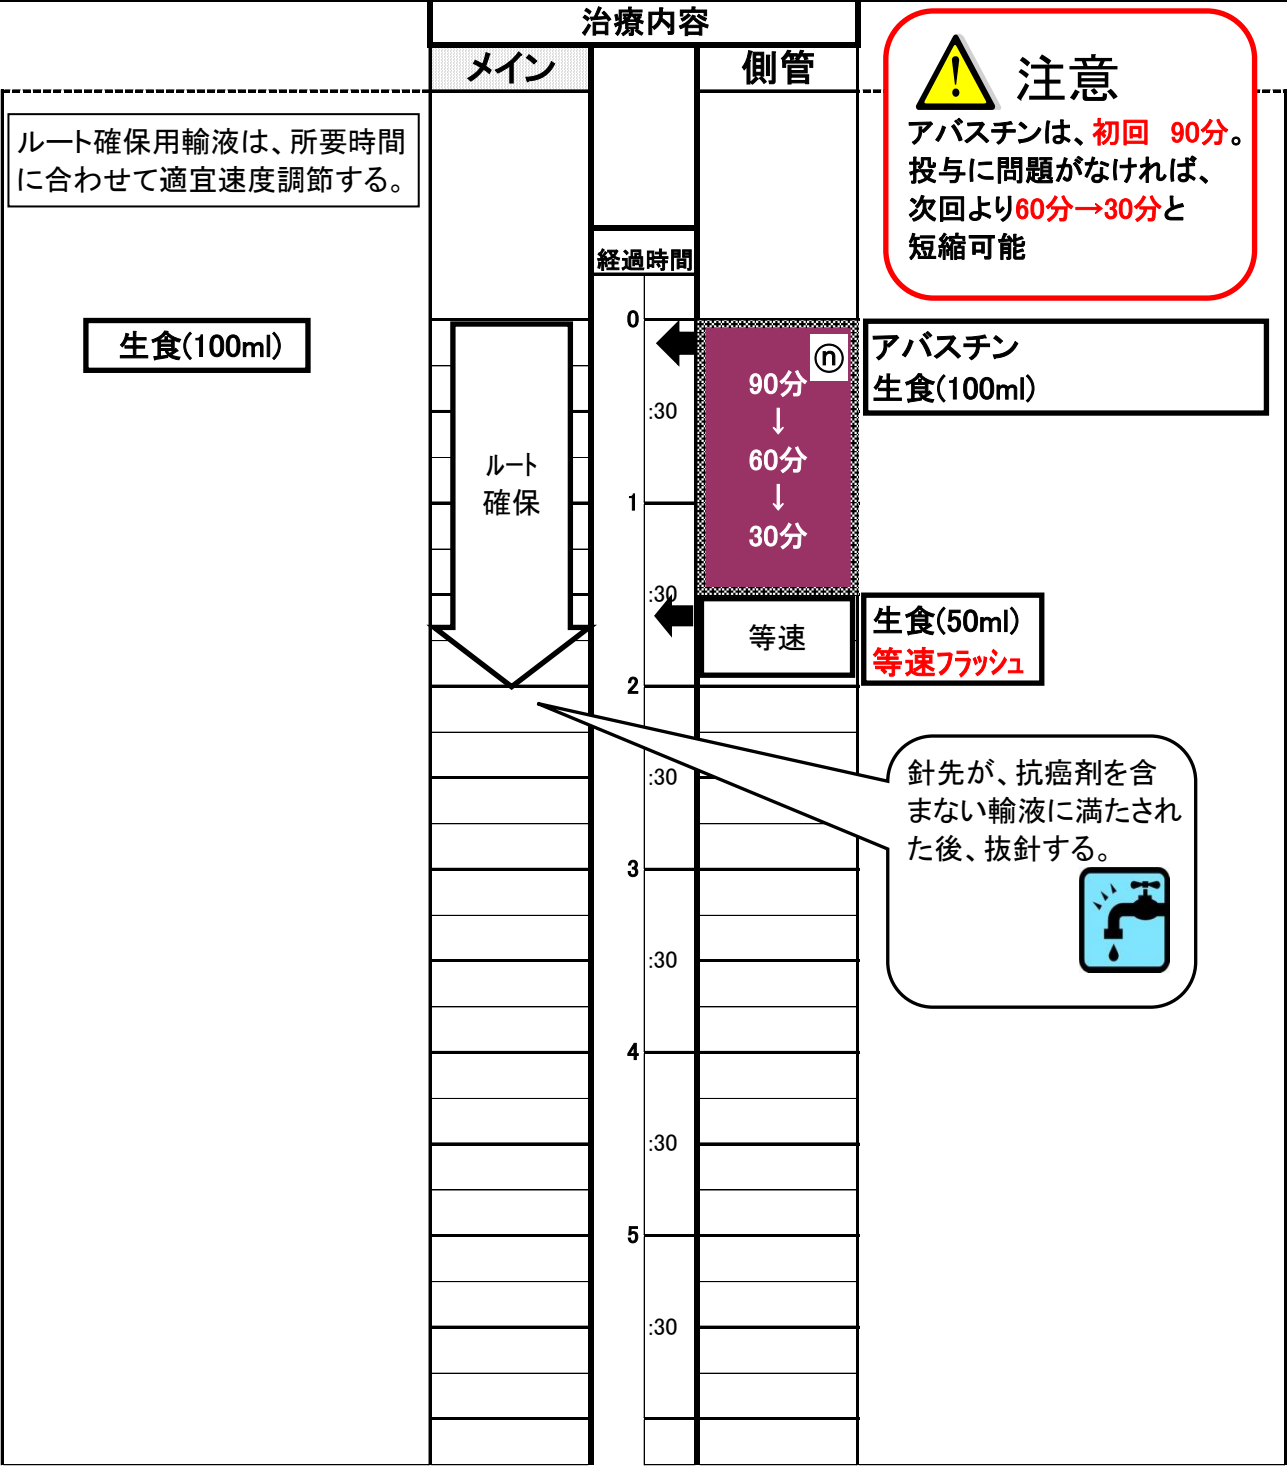 治療内容
メイン
側管
注意
アバスチンは、初回　90分。
投与に問題がなければ、
次回より60分→30分と
短縮可能
ルート確保用輸液は、所要時間
に合わせて適宜速度調節する。
経過時間
生食(100ml)
ルート
確保
0
:30
1
:30
2
:30
3
:30
4
:30
5
:30
ⓝ
90分
↓
60分
↓
30分
アバスチン
生食(100ml)
等速
生食(50ml)
等速フラッシュ
針先が、抗癌剤を含
まない輸液に満たされ
た後、抜針する。